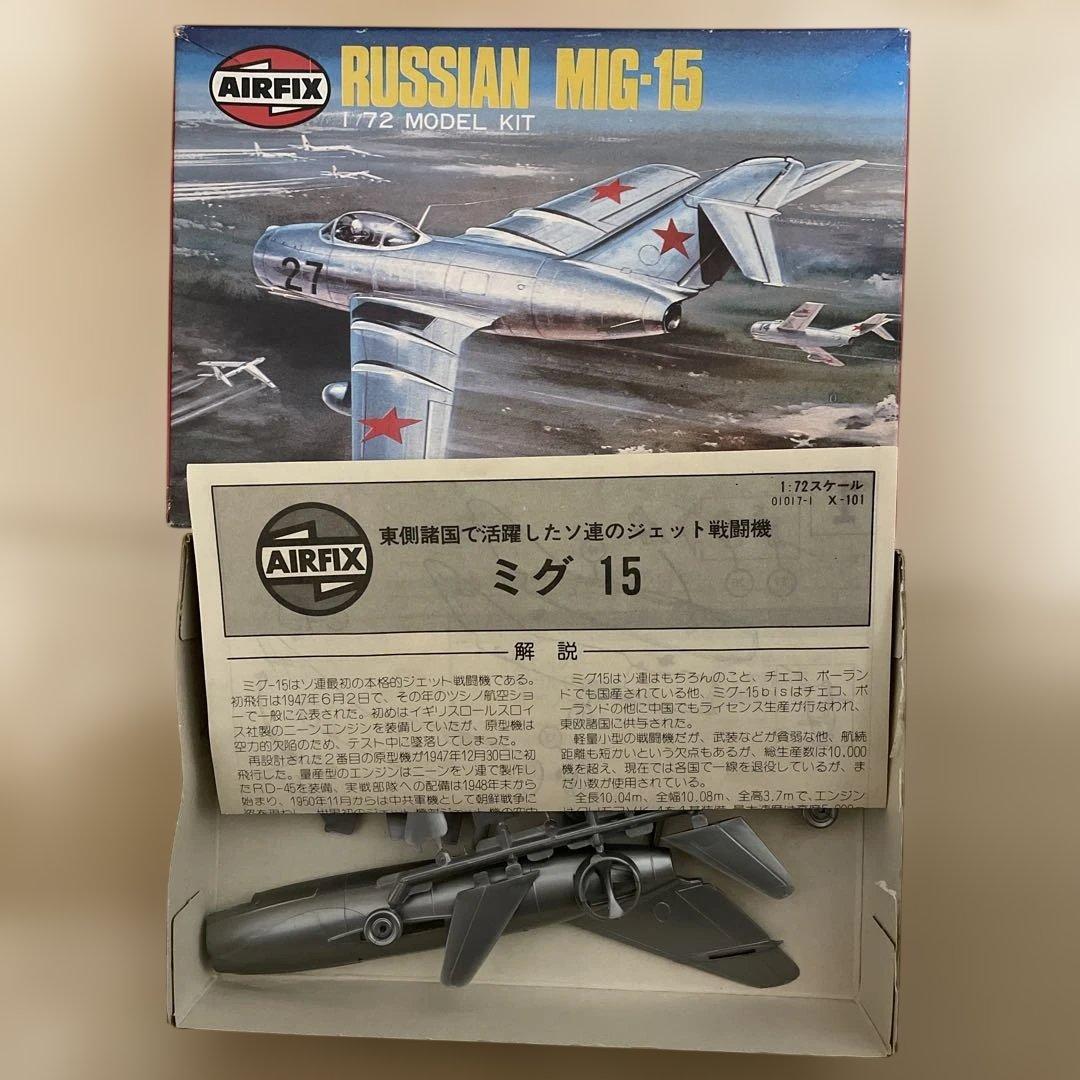 AIRFIX
RUSSIAN MIG-15
1/72 MODEL KIT
27
14
1:72スケール
01017-1 X-101
AIRFIX
東側諸国で活躍したソ連のジェット戦闘機
ミグ 15
解説
ミグ-15はソ連最初の本格的ジェット戦闘機である。
初飛行は1947年6月2日で、その年のツシノ航空ショ
ーで一般に公表された。初めはイギリスロールスロイ
ス社製のニーンエンジンを装備していたが、原型機は
空力的欠陥のため、テスト中に墜落してしまった。
再設計された2番目の原型機が1947年12月30日に初
飛行した。量産型のエンジンはニーンをソ連で製作し
たRD-45を装備、実戦部隊への配備は1948年末から
始まり、1950年11月からは中共軍機として朝鮮戦争に
ミグ15はソ連はもちろんのこと、チェコ、ポーラン
ドでも国産されている他、ミグ-15bisはチェコ、ポ
ーランドの他に中国でもライセンス生産が行なわれ、
東欧諸国に供与された。
軽量小型の戦闘機だが、武装などが貧弱な他、航続
距離も短かいという欠点もあるが、総生産数は10,000
機を超え、現在では各国で一線を退役しているが、ま
だ小数が使用されている。
全長10.04m、全幅10.08m、全高3.7mで、エンジン